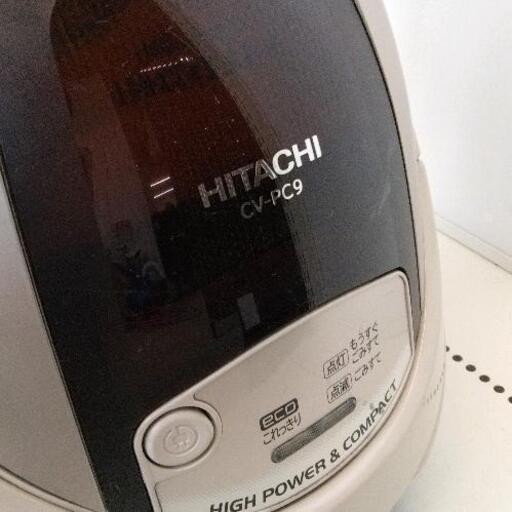 HITACHI
CV-PC9
点灯 もうすぐ
ごみすて
点滅 ごみすて
eco
これっきり
HIGH POWER & COMPACT